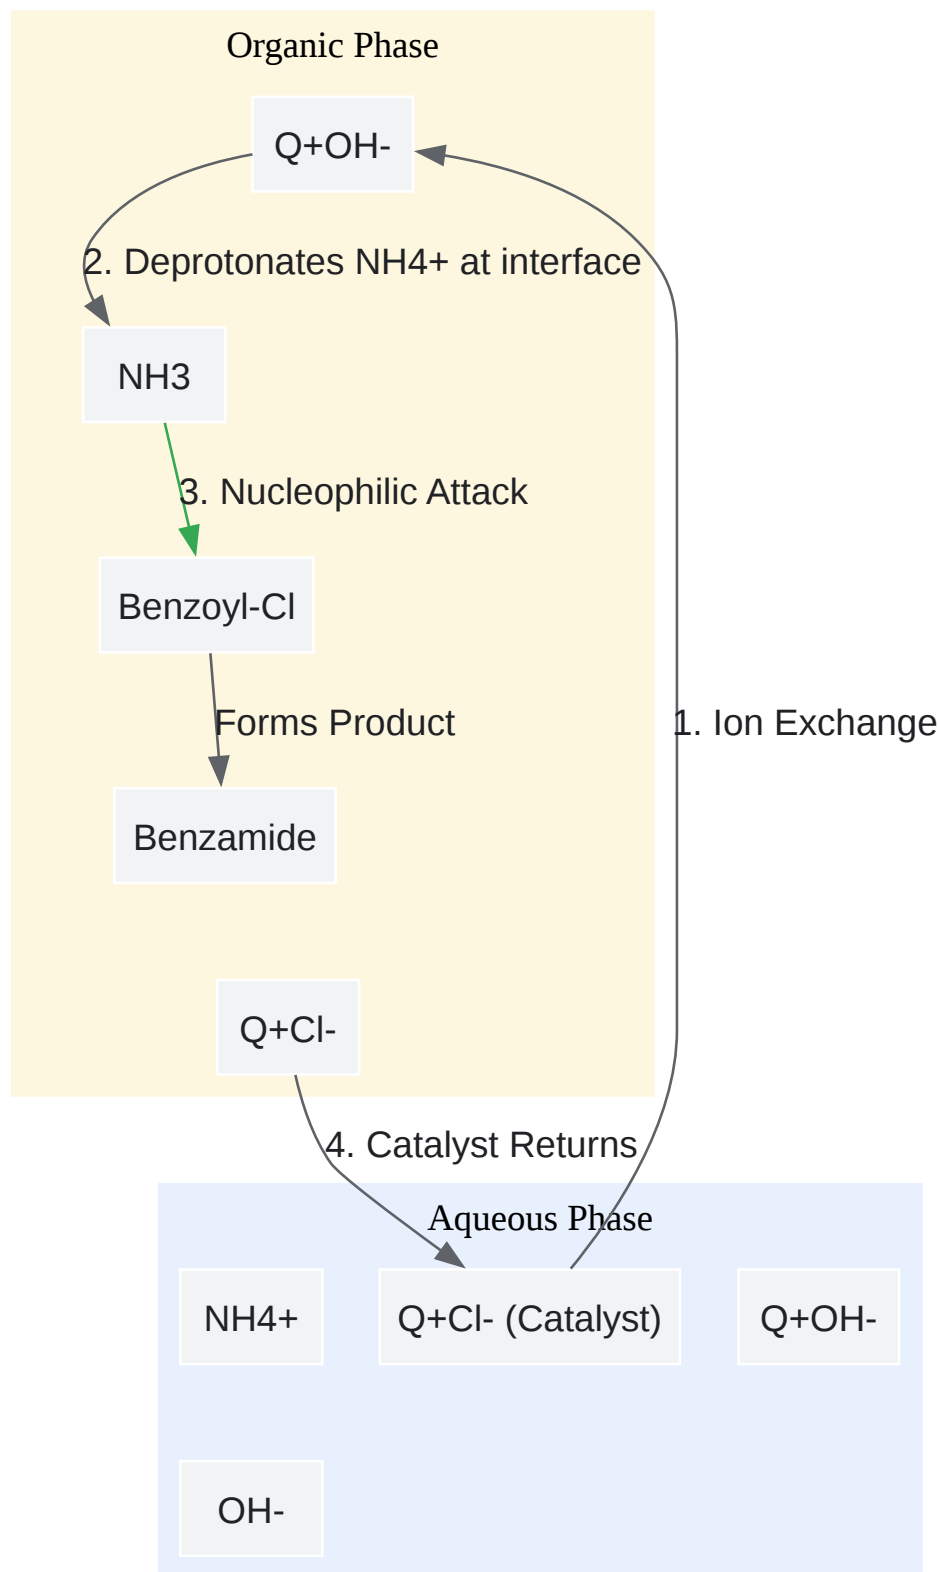 Organic Phase
Q+OH-
2. Deprotonates NH4+ at interface
NH3
3. Nucleophilic Attack
Benzoyl-Cl
Forms Product
1. Ion Exchange
Benzamide
Q+Cl-
4. Catalyst Returns
Aqueous Phase
NH4+
Q+Cl- (Catalyst)
Q+OH-
OH-